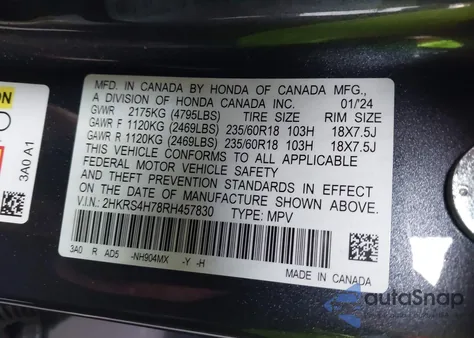 MFD. IN CANADA BY HONDA OF CANADA MFG.,
A DIVISION OF HONDA CANADA INC. 01/'24
GVWR 2175KG (4795LBS) TIRE SIZE RIM SIZE
GAWR F 1120KG (2469LBS) 235/60R18 103H 18X7.5J
GAWR R 1120KG (2469LBS) 235/60R18 103H 18X7.5J
THIS VEHICLE CONFORMS TO ALL APPLICABLE
FEDERAL MOTOR VEHICLE SAFETY
AND THEFT PREVENTION STANDARDS IN EFFECT
ON THE DATE OF MANUFACTURE SHOWN ABOVE.
V.I.N.: 2HKRS4H78RH457830 TYPE: MPV
3A0 R AD5 -NH904MX -Y -H
MADE IN CANADA
3A0 A1
autoSnap